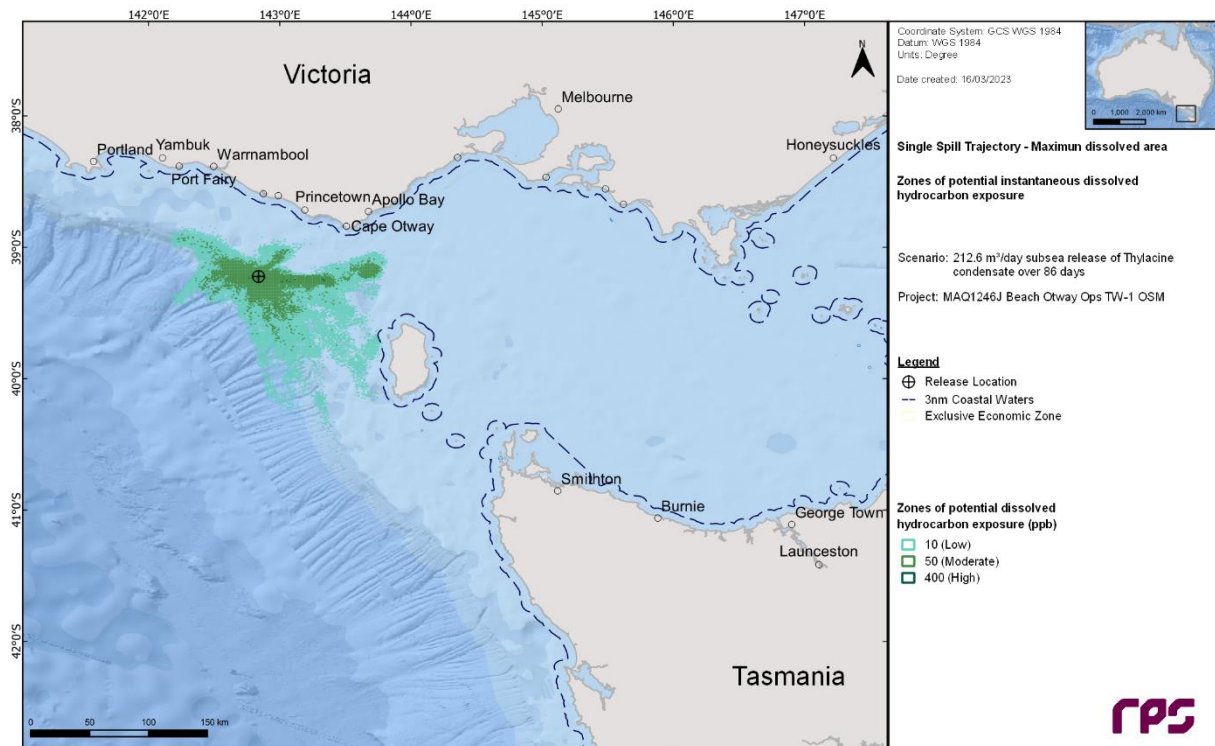 142°0'E 143°0'E 144°0'E 145°0'E 146°0'E 147°0'E
38°0'S
39°0'S
40°0'S
41°0'S
42°0'S
Victoria
N
Melbourne
Portland
Yambuk
Warrnambool
Port Fairy
Princetown
Apollo Bay
Cape Otway
Honeysuckles
Smithton
Burnie
George Town
Launceston
Tasmania
0 50 100 150 km
Coordinate System: GCS WGS 1984
Datum: WGS 1984
Units: Degree
Date created: 16/03/2023
0 1,000 2,000 km
Single Spill Trajectory - Maximun dissolved area
Zones of potential instantaneous dissolved
hydrocarbon exposure
Scenario: 212.6 m³/day subsea release of Thylacine
condensate over 86 days
Project: MAQ1246J Beach Otway Ops TW-1 OSM
Legend
Release Location
3nm Coastal Waters
Exclusive Economic Zone
Zones of potential dissolved
hydrocarbon exposure (ppb)
10 (Low)
50 (Moderate)
400 (High)
rps